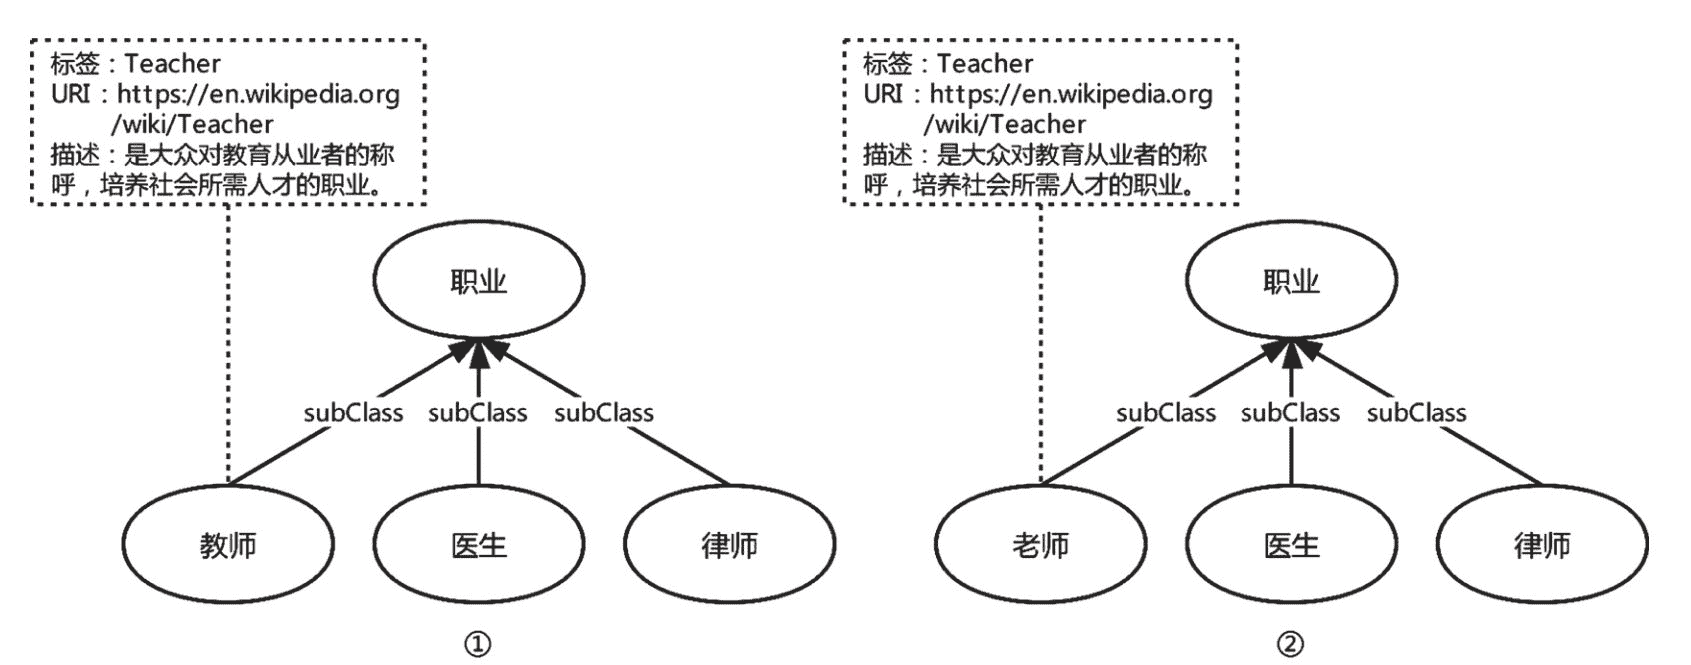 标签：Teacher
URI：https://en.wikipedia.org
/wiki/Teacher
描述：是大众对教育从业者的称
呼，培养社会所需人才的职业。
职业
subClass
subClass
subClass
教师
医生
律师
①
标签：Teacher
URI：https://en.wikipedia.org
/wiki/Teacher
描述：是大众对教育从业者的称
呼，培养社会所需人才的职业。
职业
subClass
subClass
subClass
老师
医生
律师
②